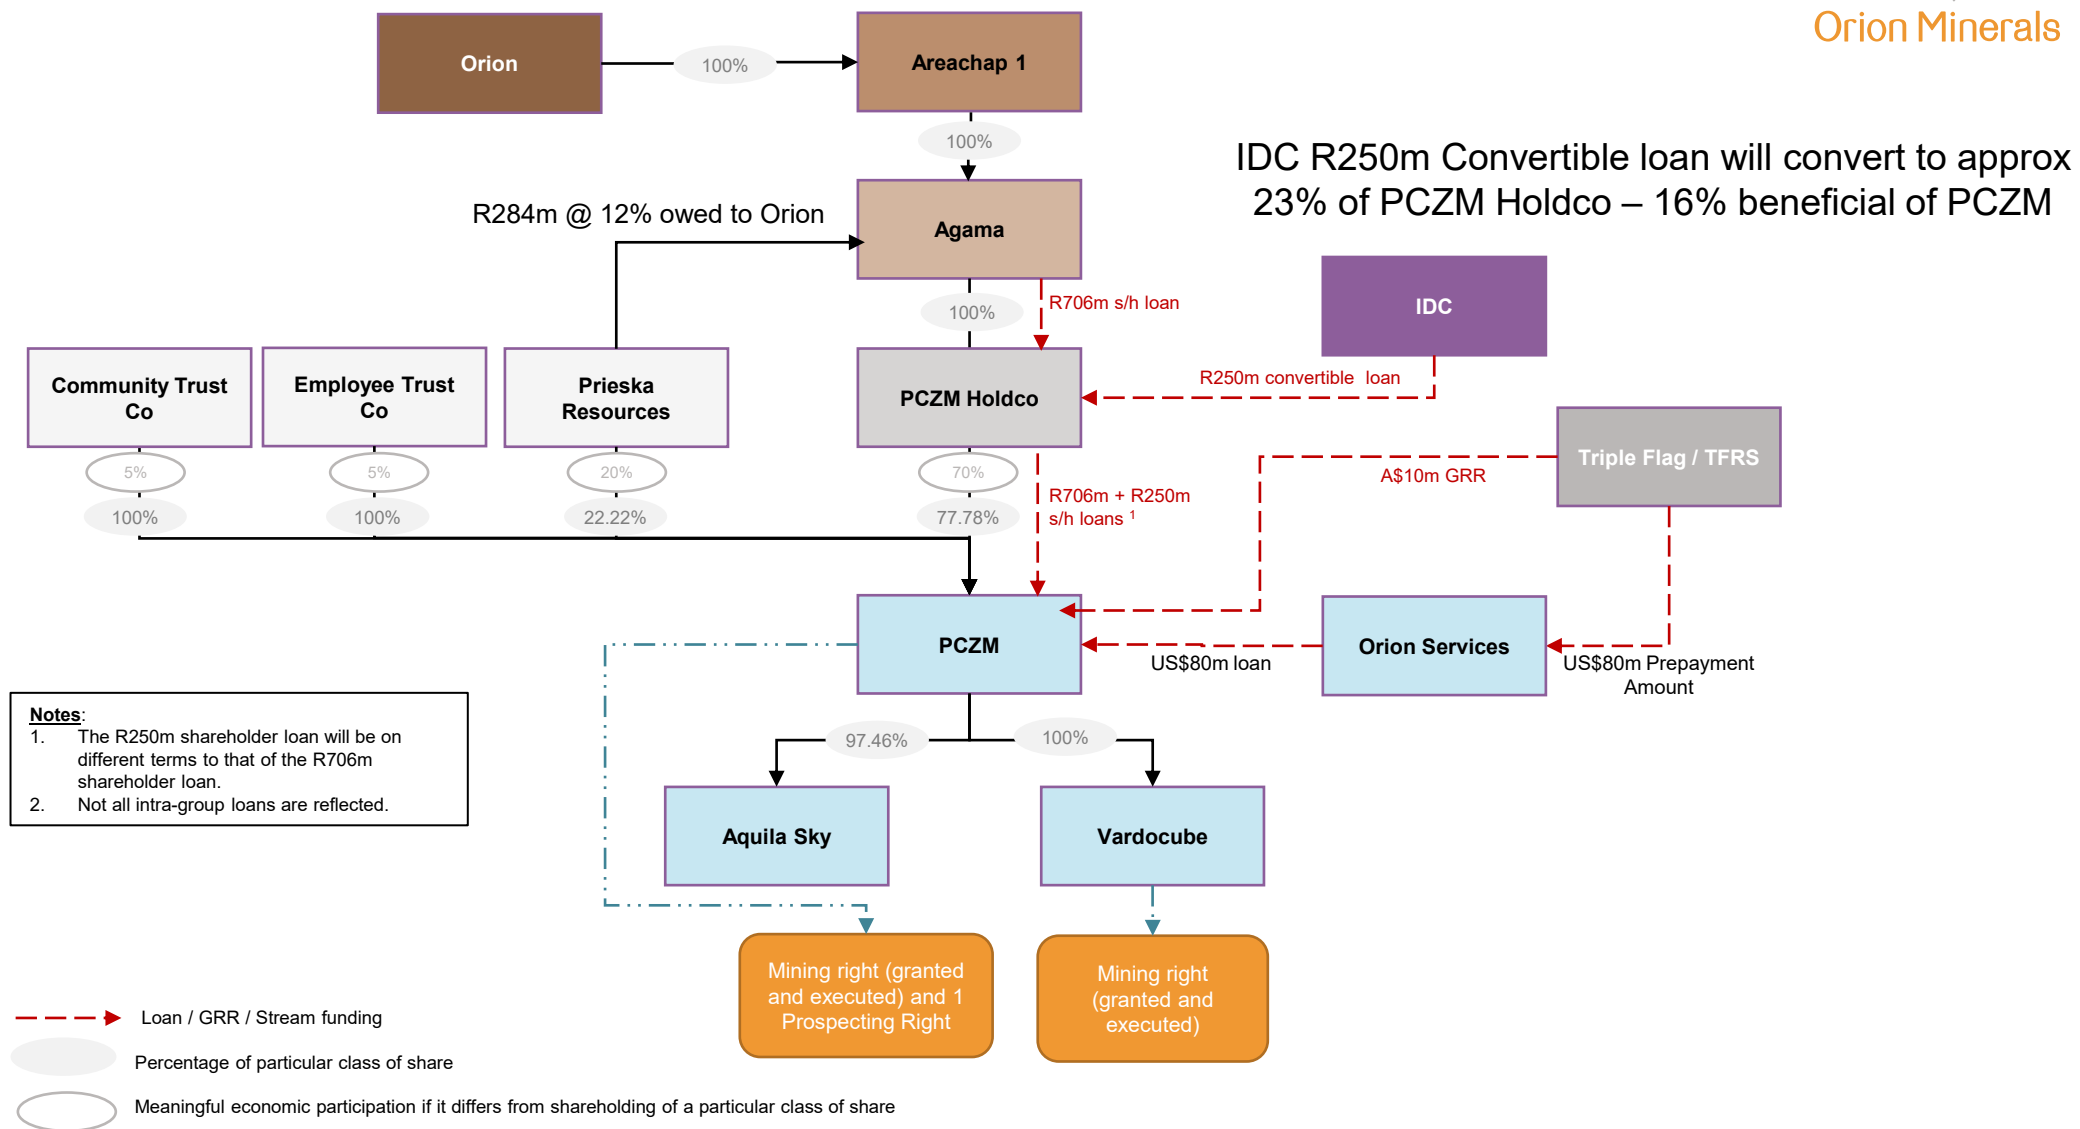 Orion Minerals
Orion
100%
Areachap 1
100%
IDC R250m Convertible loan will convert to approx
23% of PCZM Holdco – 16% beneficial of PCZM
R284m @ 12% owed to Orion
Agama
R706m s/h loan
100%
IDC
R250m convertible loan
Community Trust
Co
Employee Trust
Co
Prieska
Resources
PCZM Holdco
Triple Flag / TFRS
5%
5%
20%
70%
A$10m GRR
100%
100%
22.22%
77.78%
R706m + R250m
s/h loans 1
PCZM
US$80m loan
Orion Services
US$80m Prepayment
Amount
Notes:
1. The R250m shareholder loan will be on
different terms to that of the R706m
shareholder loan.
2. Not all intra-group loans are reflected.
97.46%
100%
Aquila Sky
Vardocube
Mining right (granted
and executed) and 1
Prospecting Right
Mining right
(granted and
executed)
Loan / GRR / Stream funding
Percentage of particular class of share
Meaningful economic participation if it differs from shareholding of a particular class of share